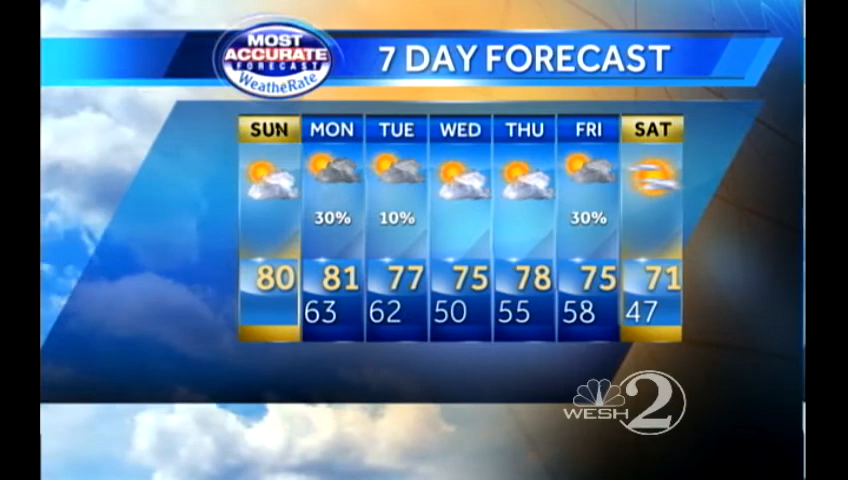 MOST
ACCURATE
FORECAST
WeatheRate
7 DAY FORECAST
SUN MON TUE WED THU FRI SAT
30% 10% 30%
80 81 77 75 78 75 71
63 62 50 55 58 47
WESH 2